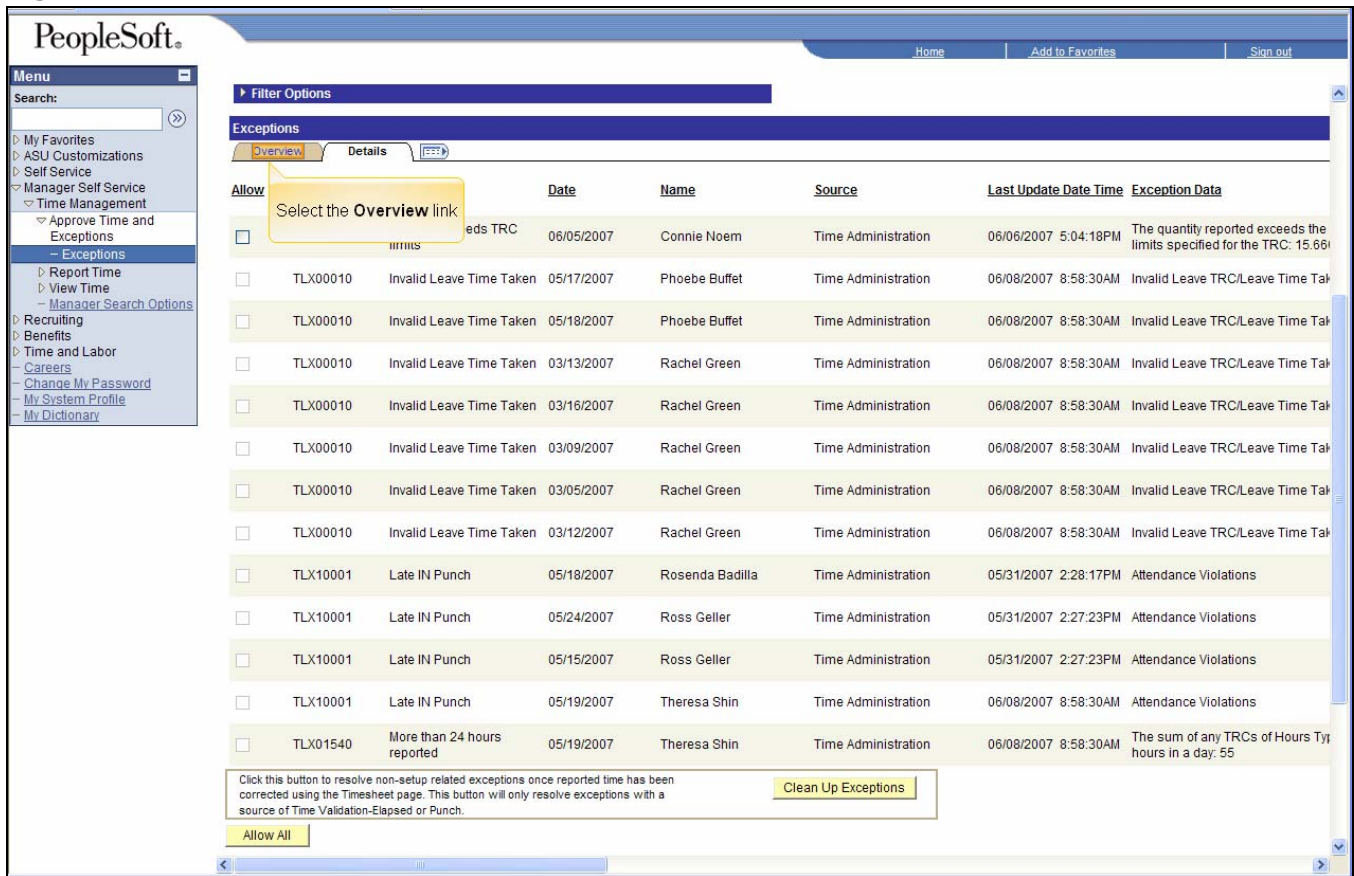 PeopleSoft®
Home Add to Favorites Sign out
Menu
Search:
My Favorites
ASU Customizations
Self Service
Manager Self Service
Time Management
Approve Time and
Exceptions
– Exceptions
Report Time
View Time
– Manager Search Options
Recruiting
Benefits
Time and Labor
– Careers
– Change My Password
– My System Profile
– My Dictionary
Filter Options
Exceptions
Overview Details
Select the Overview link
Allow Date Name Source Last Update Date Time Exception Data
eds TRC
limits 06/05/2007 Connie Noem Time Administration 06/06/2007 5:04:18PM The quantity reported exceeds the
limits specified for the TRC: 15.66
TLX00010 Invalid Leave Time Taken 05/17/2007 Phoebe Buffet Time Administration 06/08/2007 8:58:30AM Invalid Leave TRC/Leave Time Tak
TLX00010 Invalid Leave Time Taken 05/18/2007 Phoebe Buffet Time Administration 06/08/2007 8:58:30AM Invalid Leave TRC/Leave Time Tak
TLX00010 Invalid Leave Time Taken 03/13/2007 Rachel Green Time Administration 06/08/2007 8:58:30AM Invalid Leave TRC/Leave Time Tak
TLX00010 Invalid Leave Time Taken 03/16/2007 Rachel Green Time Administration 06/08/2007 8:58:30AM Invalid Leave TRC/Leave Time Tak
TLX00010 Invalid Leave Time Taken 03/09/2007 Rachel Green Time Administration 06/08/2007 8:58:30AM Invalid Leave TRC/Leave Time Tak
TLX00010 Invalid Leave Time Taken 03/05/2007 Rachel Green Time Administration 06/08/2007 8:58:30AM Invalid Leave TRC/Leave Time Tak
TLX00010 Invalid Leave Time Taken 03/12/2007 Rachel Green Time Administration 06/08/2007 8:58:30AM Invalid Leave TRC/Leave Time Tak
TLX10001 Late IN Punch 05/18/2007 Rosenda Badilla Time Administration 05/31/2007 2:28:17PM Attendance Violations
TLX10001 Late IN Punch 05/24/2007 Ross Geller Time Administration 05/31/2007 2:27:23PM Attendance Violations
TLX10001 Late IN Punch 05/15/2007 Ross Geller Time Administration 05/31/2007 2:27:23PM Attendance Violations
TLX10001 Late IN Punch 05/19/2007 Theresa Shin Time Administration 06/08/2007 8:58:30AM Attendance Violations
TLX01540 More than 24 hours
reported 05/19/2007 Theresa Shin Time Administration 06/08/2007 8:58:30AM The sum of any TRCs of Hours Typ
hours in a day: 55
Click this button to resolve non-setup related exceptions once reported time has been
corrected using the Timesheet page. This button will only resolve exceptions with a
source of Time Validation-Elapsed or Punch.
Clean Up Exceptions
Allow All